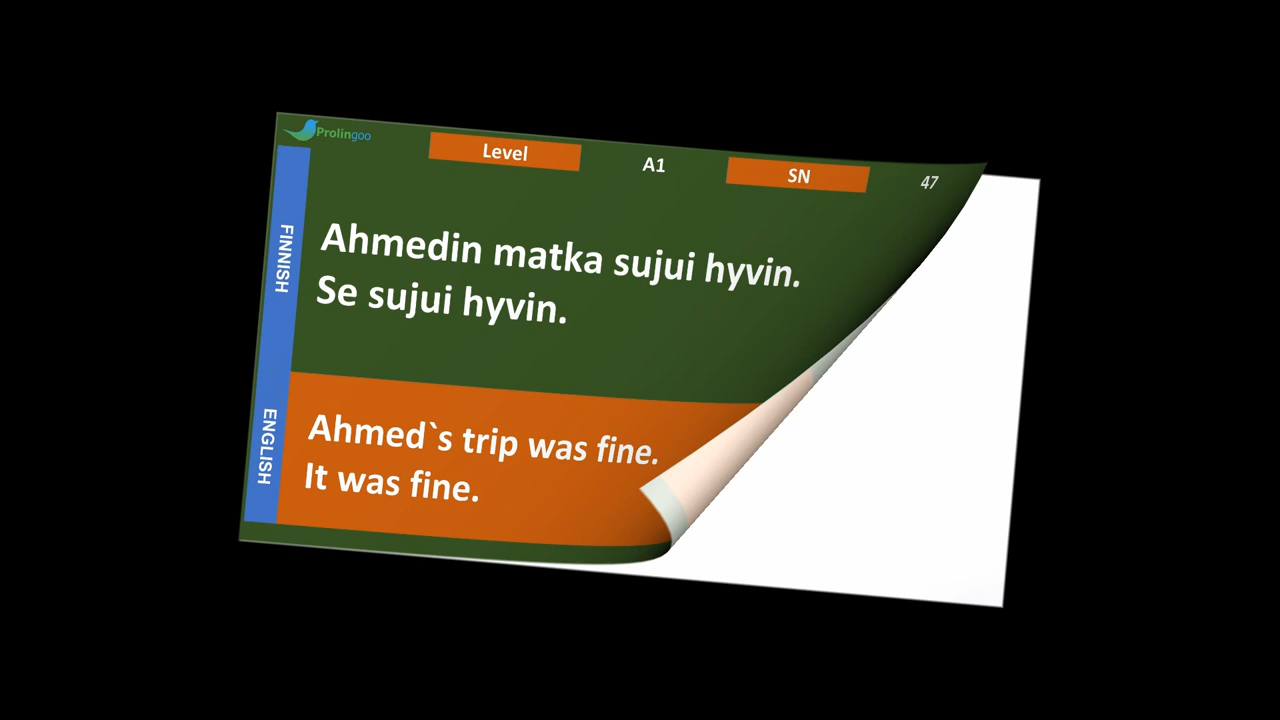 Prolingoo
Level
A1
SN
47
FINNISH
Ahmedin matka sujui hyvin.
Se sujui hyvin.
ENGLISH
Ahmed`s trip was fine.
It was fine.